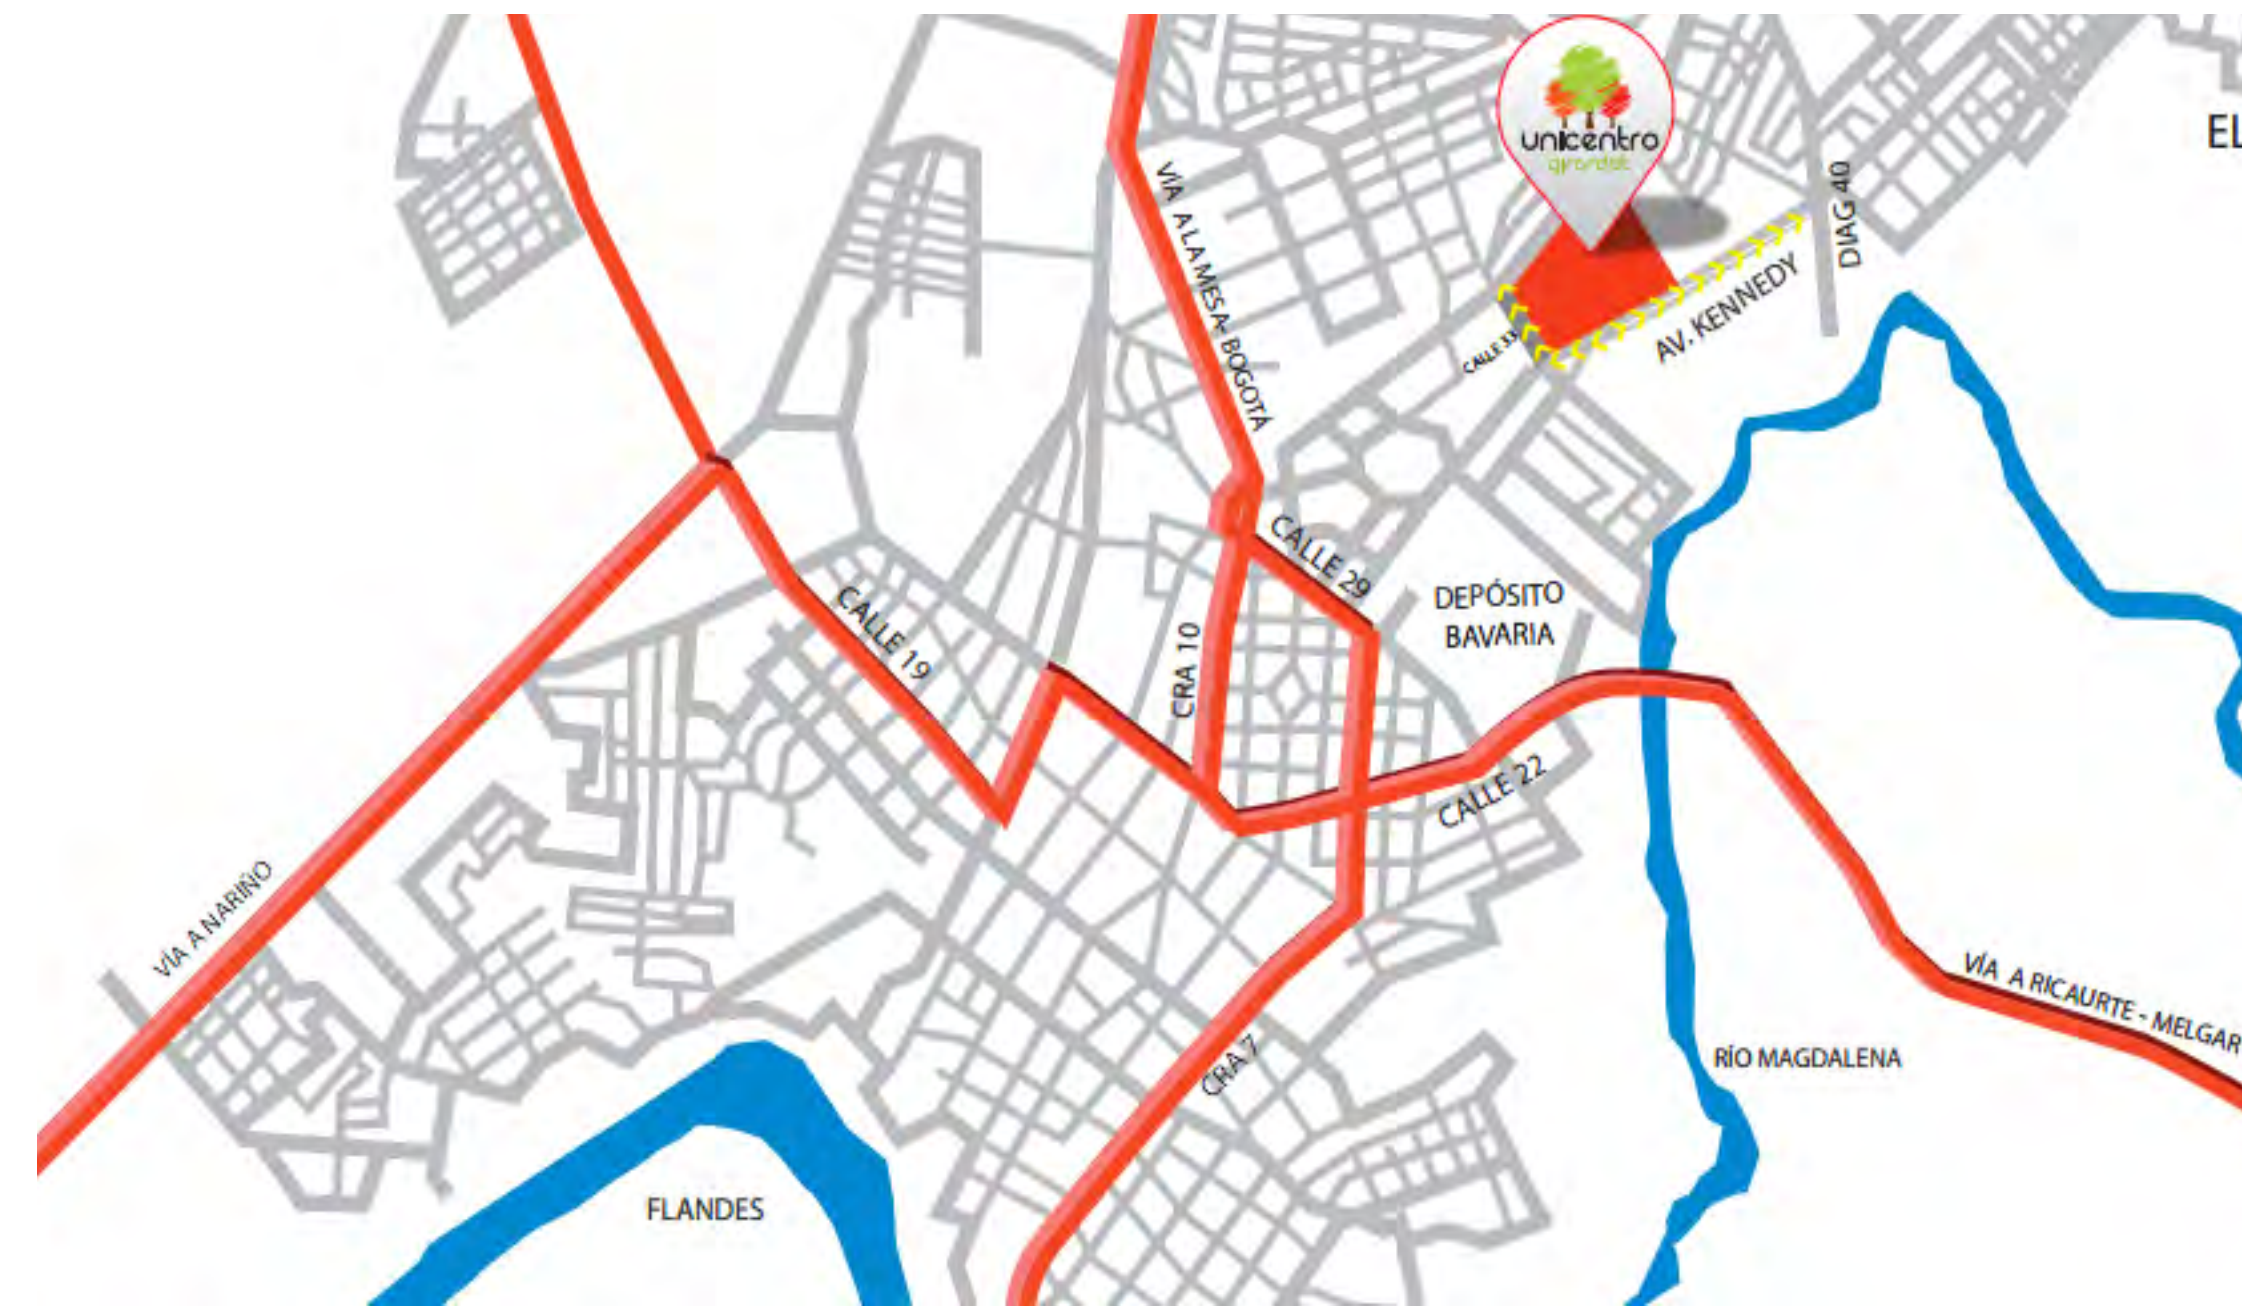 unicentro
girardot
EL
DIAG 40
VÍA A LA MESA - BOGOTÁ
AV. KENNEDY
CALLE 33
CALLE 29
DEPÓSITO
BAVARIA
CALLE 19
CRA 10
CALLE 22
VÍA A NARIÑO
VÍA A RICAURTE - MELGAR
RÍO MAGDALENA
CRA 7
FLANDES